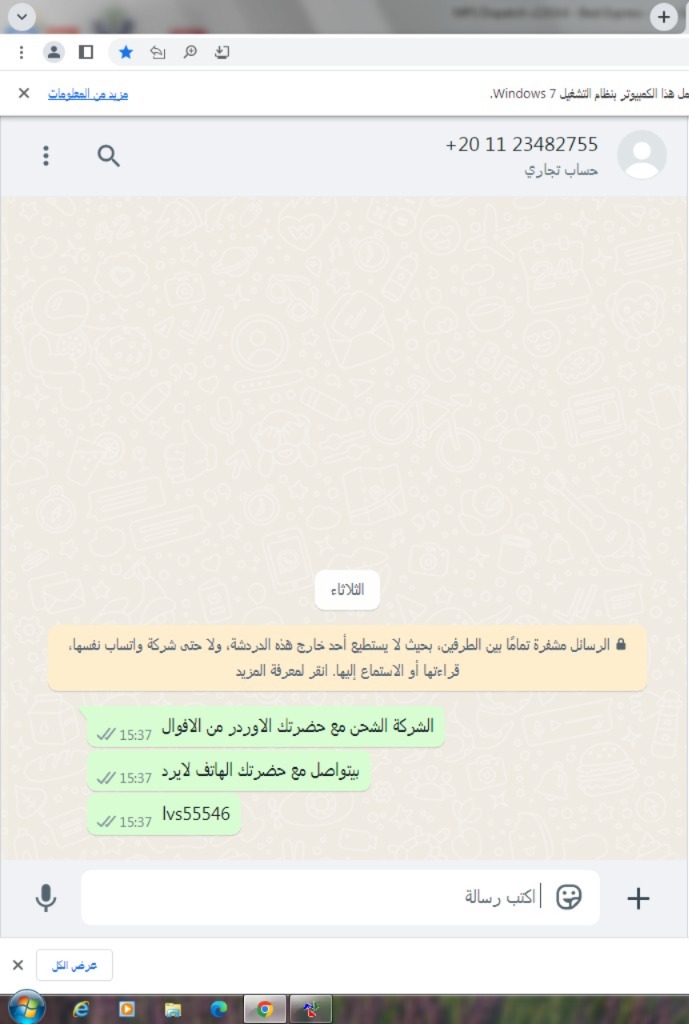 مل هذا الكمبيوتر بنظام التشغيل Windows 7.
مزيد من المعلومات
+20 11 23482755
حساب تجاري
الثلاثاء
الرسائل مشفرة تمامًا بين الطرفين، بحيث لا يستطيع أحد خارج هذه الدردشة، ولا حتى شركة واتساب نفسها،
قراءتها أو الاستماع إليها. انقر لمعرفة المزيد
الشركة الشحن مع حضرتك الاوردر من الافوال
15:37
بيتواصل مع حضرتك الهاتف لايرد
15:37
lvs55546
15:37
اكتب رسالة
عرض الكل